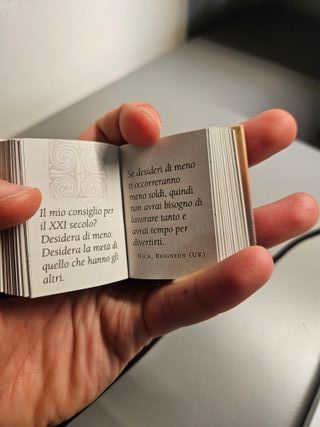 Il mio consiglio per
il XXI secolo?
Desidera di meno.
Desidera la metà di
quello che hanno gli
altri.
Se desideri di meno
ti occorreranno
meno soldi, quindi
non avrai bisogno di
lavorare tanto e
avrai tempo per
divertirti.
Nick, Brighton (UK)